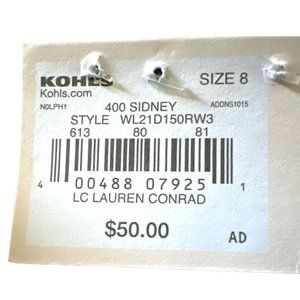 KOHLS SIZE 8
Kohls.com
N0LPH1 400 SIDNEY ADDNS1015
STYLE WL21D150RW3
613 80 81
4 00488 07925 1
LC LAUREN CONRAD
$50.00 AD